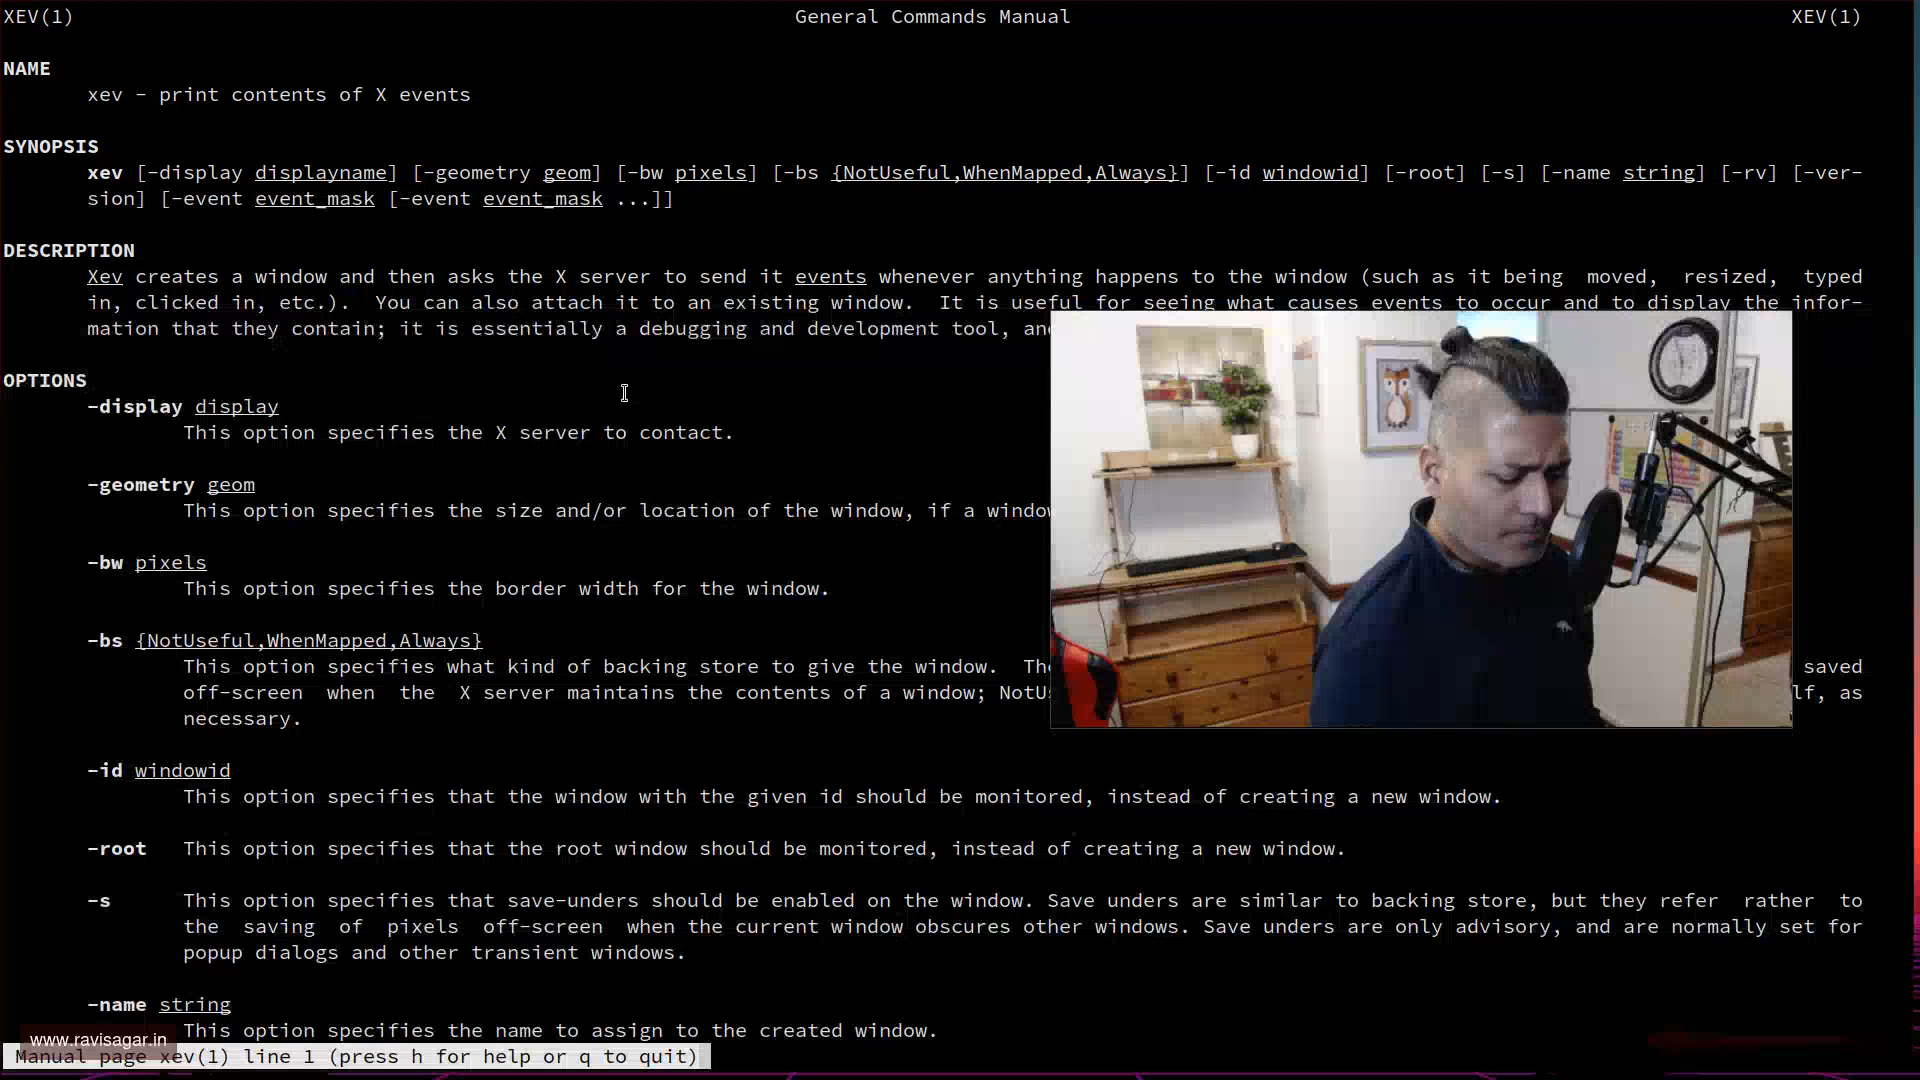 XEV(1) General Commands Manual XEV(1)
NAME
xev - print contents of X events
SYNOPSIS
xev [-display displayname] [-geometry geom] [-bw pixels] [-bs {NotUseful,WhenMapped,Always}] [-id windowid] [-root] [-s] [-name string] [-rv] [-ver-
sion] [-event event_mask [-event event_mask ...]]
DESCRIPTION
Xev creates a window and then asks the X server to send it events whenever anything happens to the window (such as it being moved, resized, typed
in, clicked in, etc.). You can also attach it to an existing window. It is useful for seeing what causes events to occur and to display the infor-
mation that they contain; it is essentially a debugging and development tool, and
OPTIONS
-display display
This option specifies the X server to contact.
-geometry geom
This option specifies the size and/or location of the window, if a window
-bw pixels
This option specifies the border width for the window.
-bs {NotUseful,WhenMapped,Always}
This option specifies what kind of backing store to give the window. The saved
off-screen when the X server maintains the contents of a window; as
necessary.
-id windowid
This option specifies that the window with the given id should be monitored, instead of creating a new window.
-root This option specifies that the root window should be monitored, instead of creating a new window.
-s This option specifies that save-unders should be enabled on the window. Save unders are similar to backing store, but they refer rather to
the saving of pixels off-screen when the current window obscures other windows. Save unders are only advisory, and are normally set for
popup dialogs and other transient windows.
-name string
This option specifies the name to assign to the created window.
www.ravisagar.in
Manual page xev(1) line 1 (press h for help or q to quit)